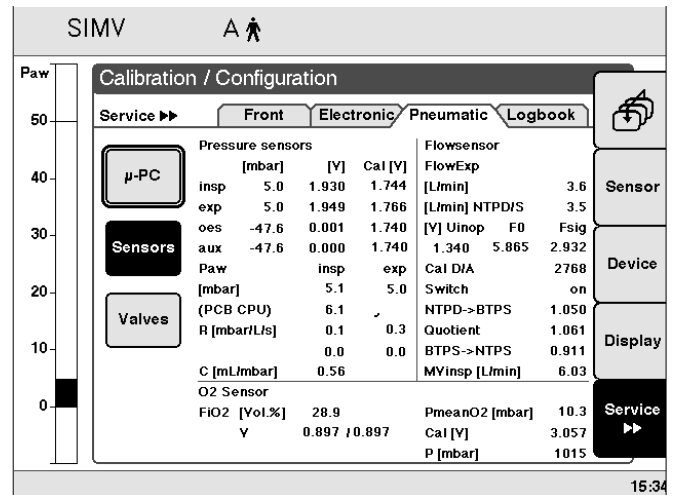 SIMV A
Paw
50
40
30
20
10
0
Calibration / Configuration
Service ▶▶ Front Electronic Pneumatic Logbook
µ-PC
Sensors
Valves
Pressure sensors
[mbar] [V] Cal [V]
insp 5.0 1.930 1.744
exp 5.0 1.949 1.766
oes -47.6 0.001 1.740
aux -47.6 0.000 1.740
Paw insp exp
[mbar] 5.1 5.0
(PCB CPU) 6.1
R [mbar/L/s] 0.1 0.3
0.0 0.0
C [mL/mbar] 0.56
Flowsensor
FlowExp
[L/min] 3.6
[L/min] NTPD/S 3.5
[V] Uinop F0 Fsig
1.340 5.865 2.932
Cal D/A 2768
Switch on
NTPD->BTPS 1.050
Quotient 1.061
BTPS->NTPS 0.911
MVinsp [L/min] 6.03
O2 Sensor
FiO2 [Vol.%] 28.9
V 0.897 / 0.897
PmeanO2 [mbar] 10.3
Cal [V] 3.057
P [mbar] 1015
Sensor
Device
Display
Service
▶▶
15:34